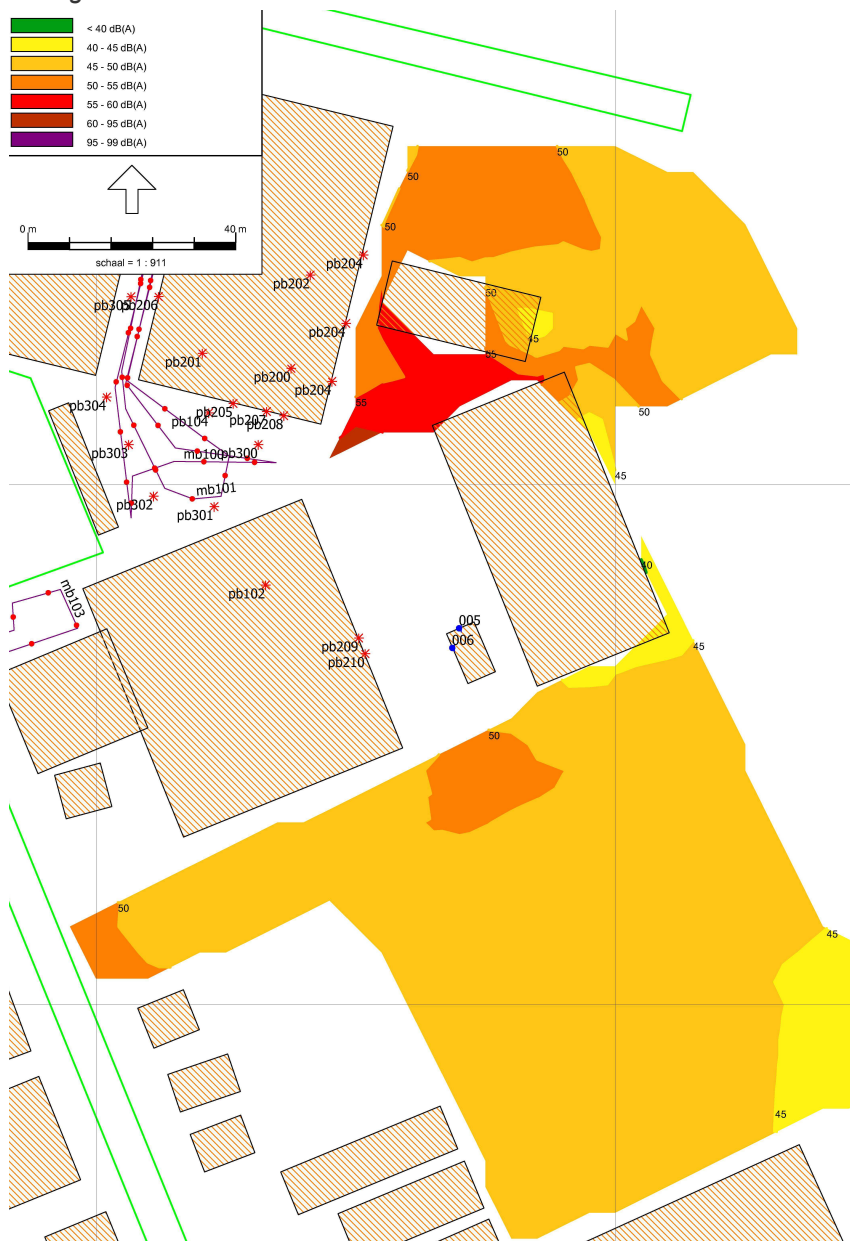 < 40 dB(A)
40 - 45 dB(A)
45 - 50 dB(A)
50 - 55 dB(A)
55 - 60 dB(A)
60 - 95 dB(A)
95 - 99 dB(A)
0 m
40 m
schaal = 1 : 911
50
50
50
pb204
pb202
pb305
pb206
50
pb204
45
pb201
55
pb200
pb204
pb304
55
pb205
50
pb104
pb207
pb208
pb303
mb100
pb300
45
mb101
pb302
pb301
40
mb103
pb102
005
pb209
006
45
pb210
50
50
45
45